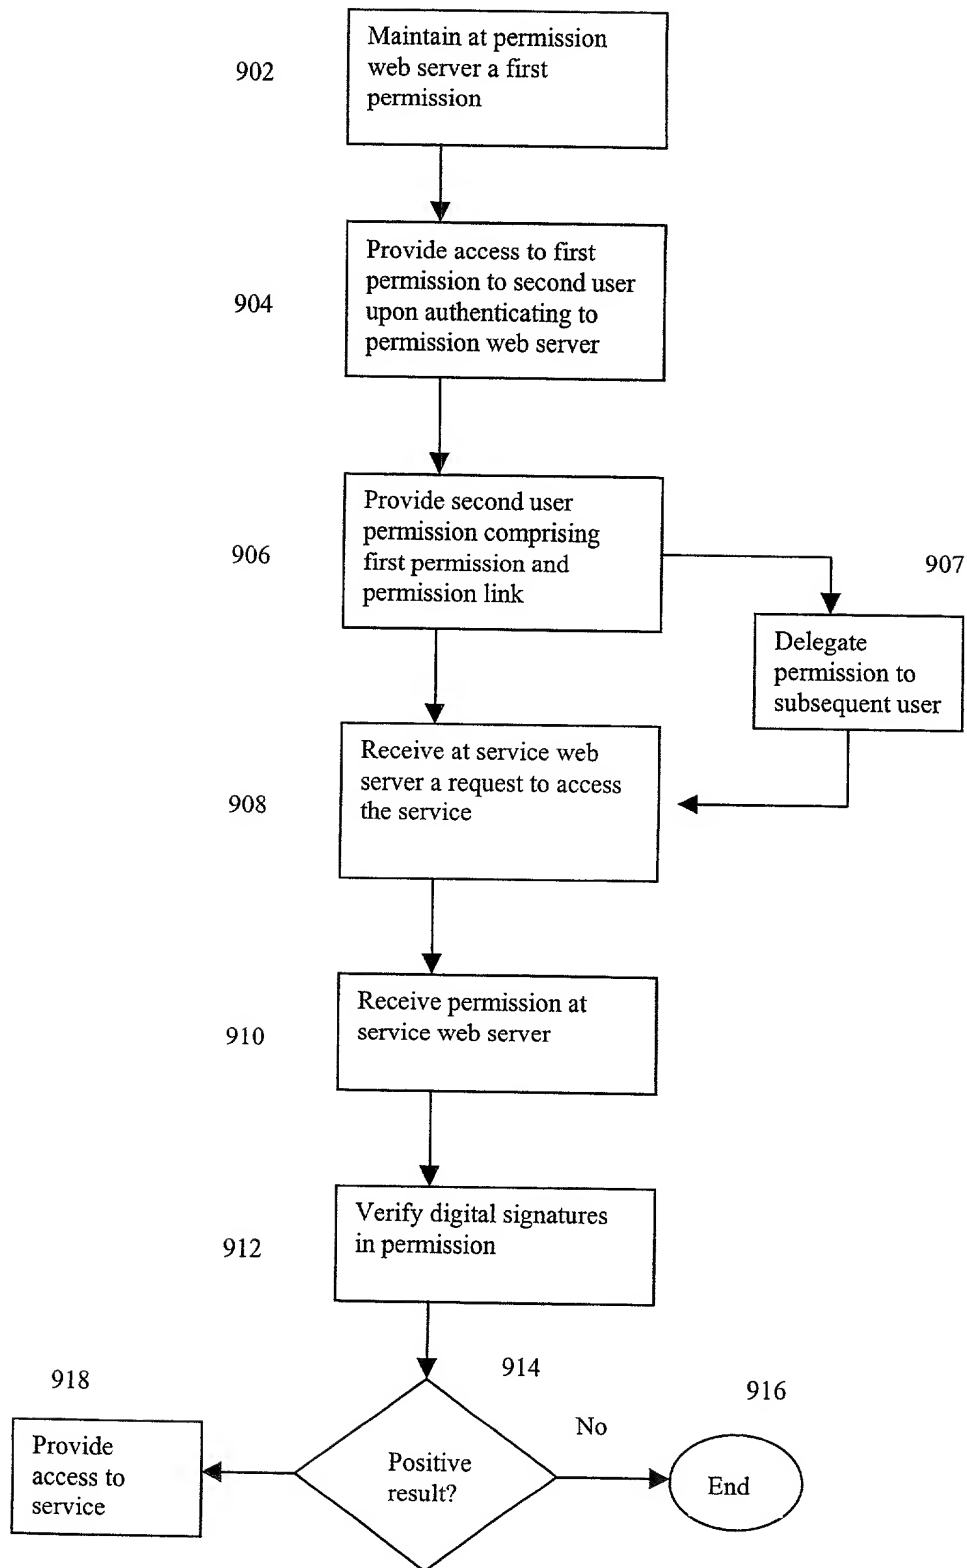 902
Maintain at permission
web server a first
permission
904
Provide access to first
permission to second user
upon authenticating to
permission web server
906
Provide second user
permission comprising
first permission and
permission link
907
Delegate
permission to
subsequent user
908
Receive at service web
server a request to access
the service
910
Receive permission at
service web server
912
Verify digital signatures
in permission
914
Positive
result?
No
916
End
918
Provide
access to
service